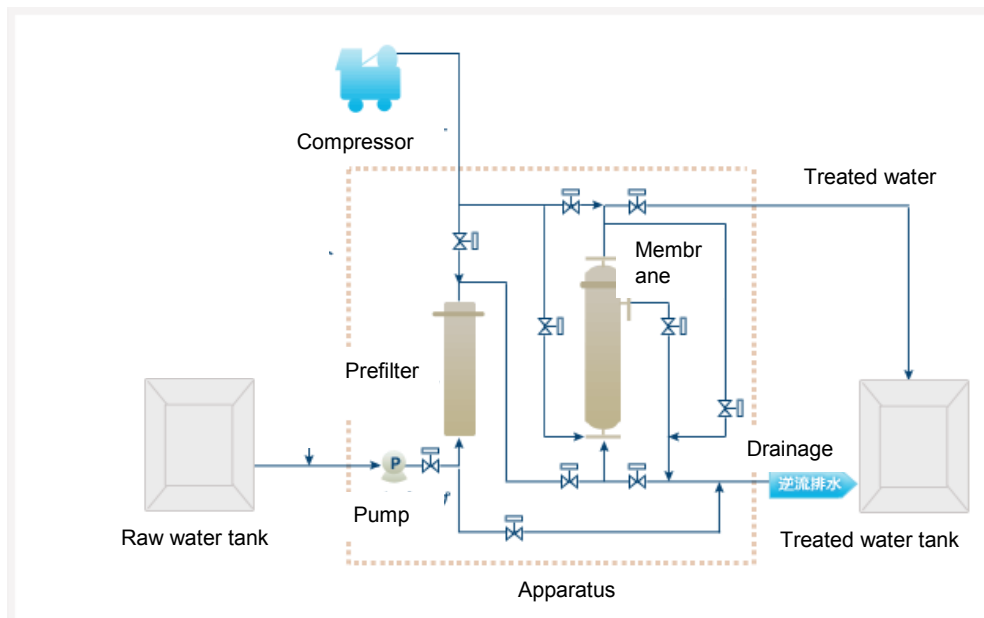 Compressor
Treated water
Membr
ane
Prefilter
P
Drainage
逆流排水
Pump
Raw water tank
Treated water tank
Apparatus